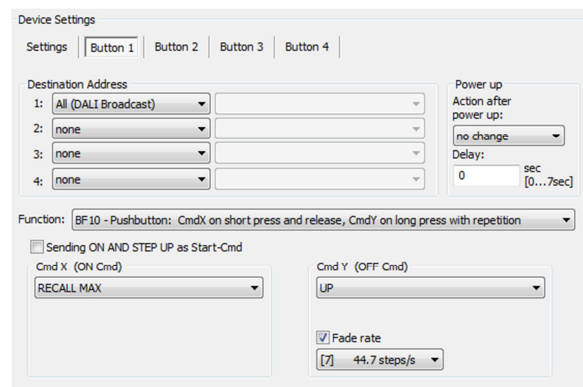 Device Settings
Settings Button 1 Button 2 Button 3 Button 4
Destination Address
1: All (DALI Broadcast)
2: none
3: none
4: none
Power up
Action after
power up:
no change
Delay:
0 sec
[0...7sec]
Function: BF10 - Pushbutton: CmdX on short press and release, CmdY on long press with repetition
Sending ON AND STEP UP as Start-Cmd
Cmd X (ON Cmd)
RECALL MAX
Cmd Y (OFF Cmd)
UP
Fade rate
[7] 44.7 steps/s